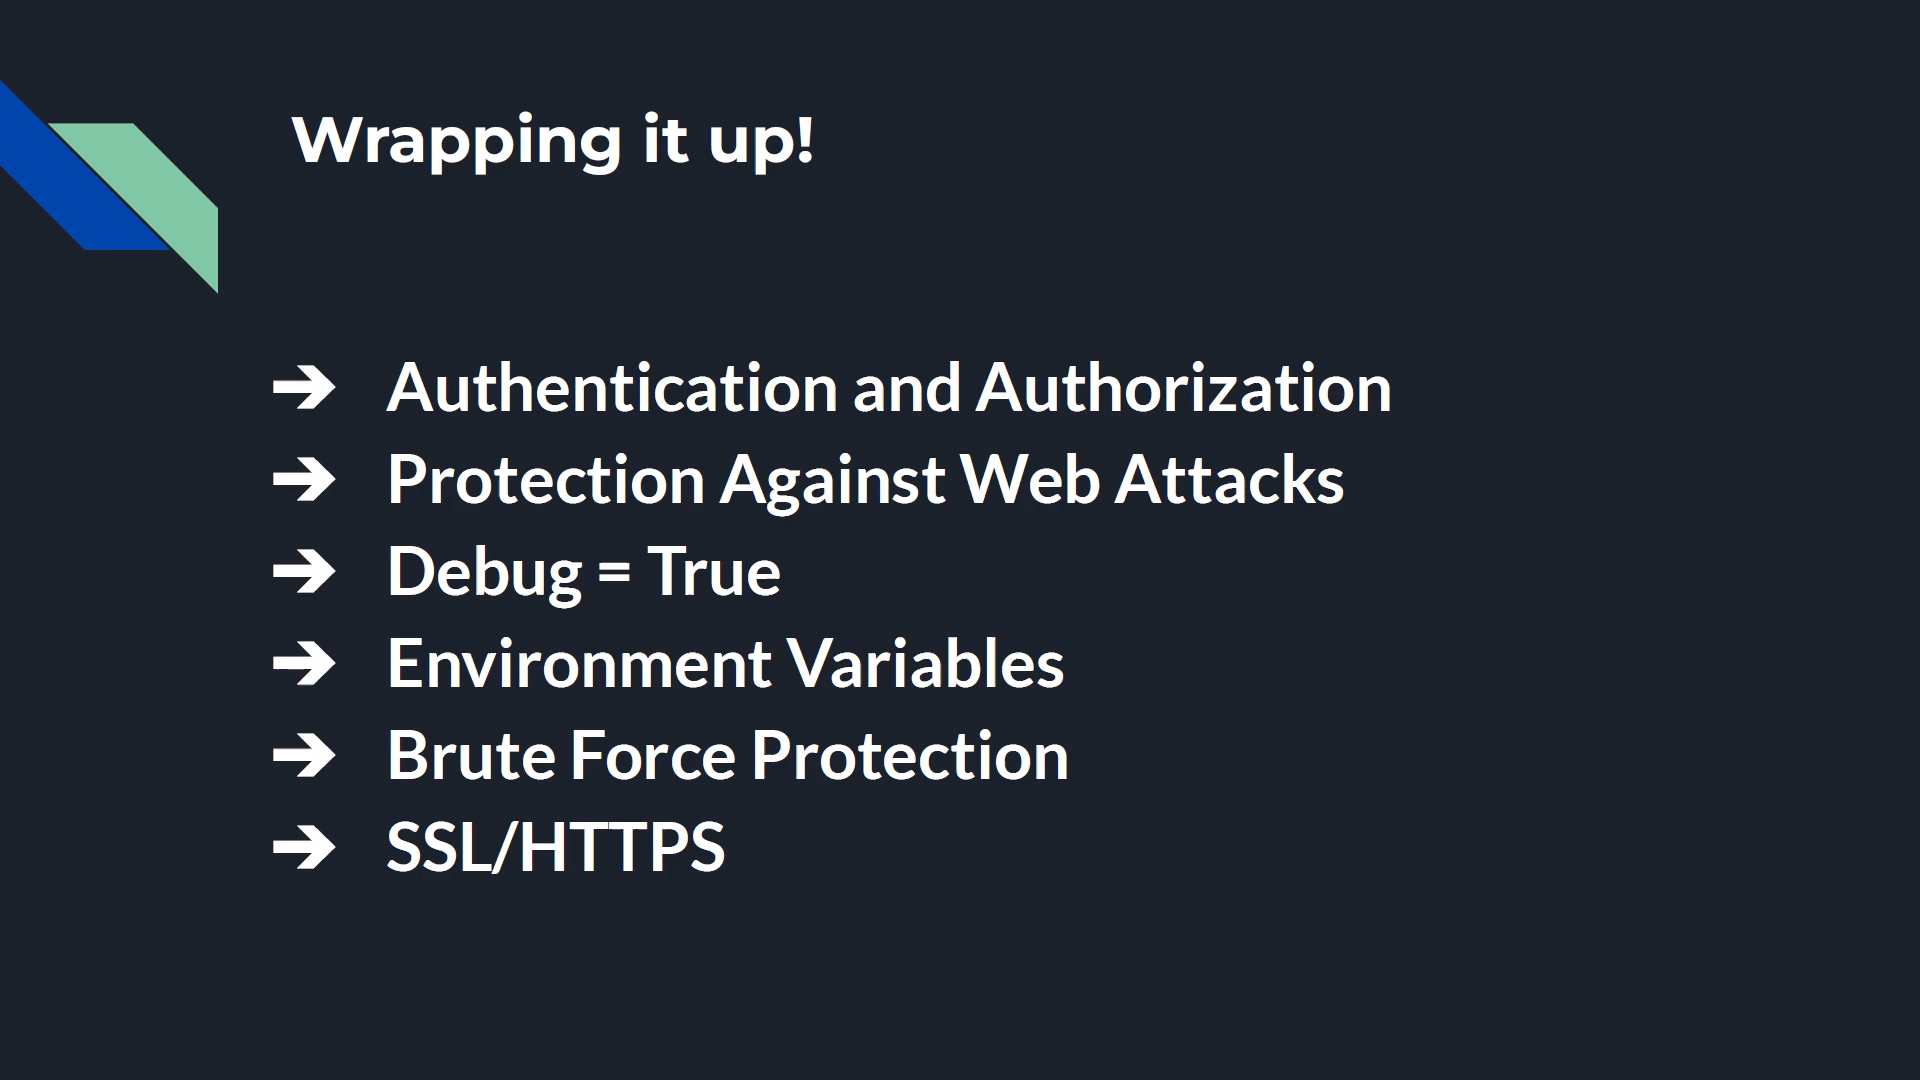 Wrapping it up!
➔ Authentication and Authorization
➔ Protection Against Web Attacks
➔ Debug = True
➔ Environment Variables
➔ Brute Force Protection
➔ SSL/HTTPS